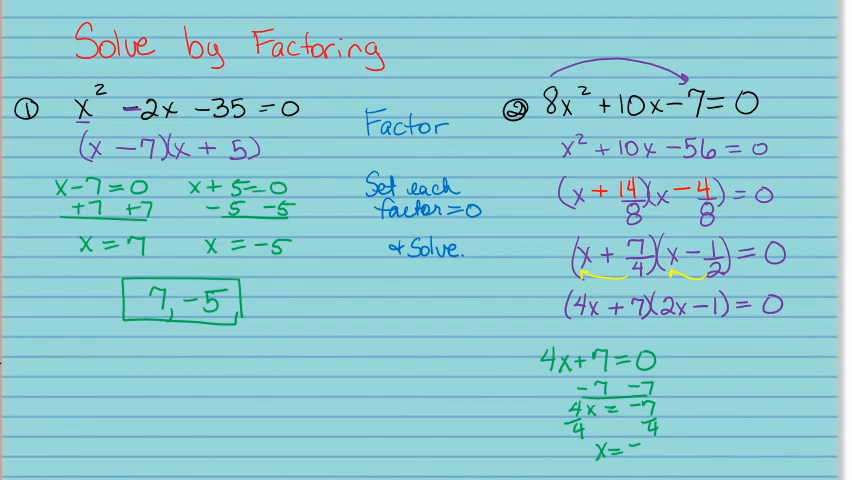 Solve by Factoring
① x² - 2x - 35 = 0
(x - 7)(x + 5)
x - 7 = 0 x + 5 = 0
+7 +7 -5 -5
x = 7 x = -5
7, -5
Factor
Set each
factor = 0
& Solve.
② 8x² + 10x - 7 = 0
x² + 10x - 56 = 0
(x + 14/8)(x - 4/8) = 0
(x + 7/4)(x - 1/2) = 0
(4x + 7)(2x - 1) = 0
4x + 7 = 0
-7 -7
4x/4 = -7/4
x = -